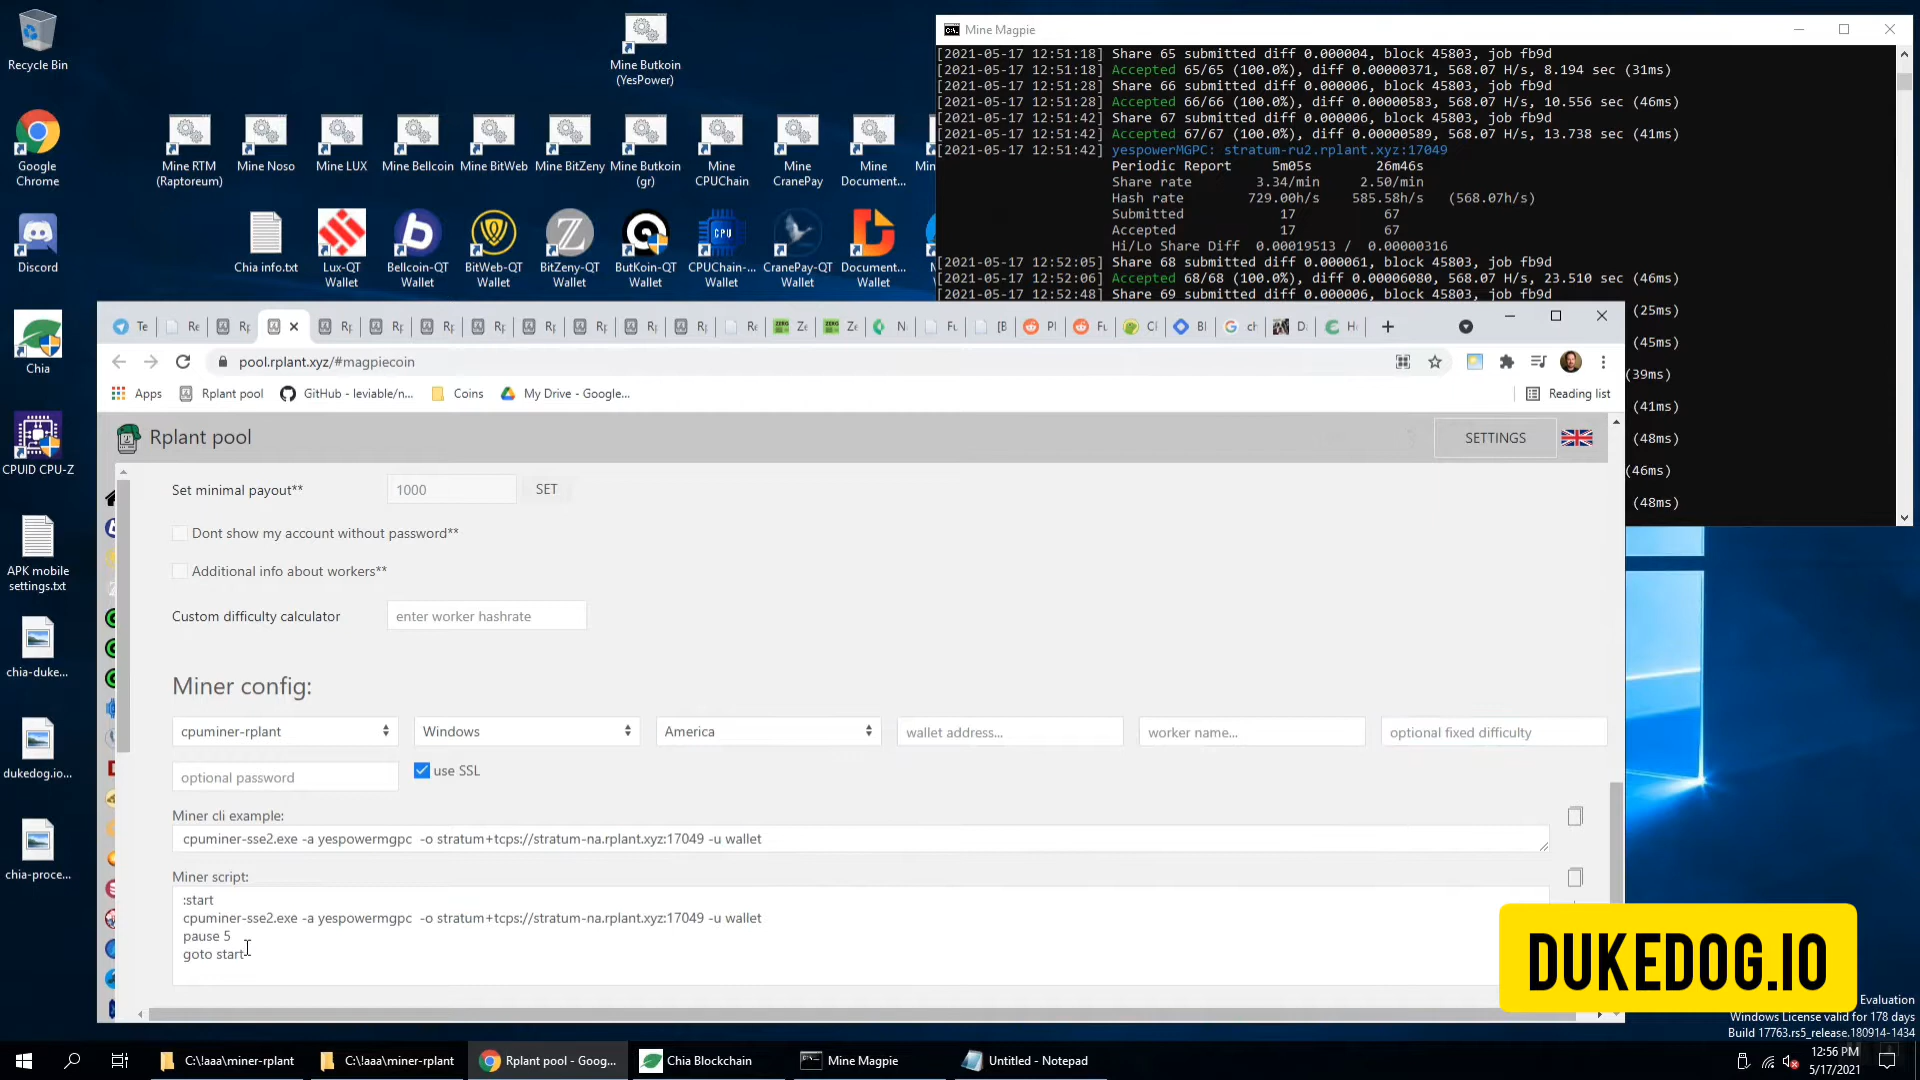 Recycle Bin
Mine Butkoin
(YesPower)
Google
Chrome
Mine RTM
(Raptoreum)
Mine Noso
Mine LUX
Mine Bellcoin
Mine BitWeb
Mine BitZeny
Mine Butkoin
(gr)
Mine
CPUChain
Mine
CranePay
Mine
Document...
Discord
Chia info.txt
Lux-QT
Wallet
Bellcoin-QT
Wallet
BitWeb-QT
Wallet
BitZeny-QT
Wallet
ButKoin-QT
Wallet
CPU
CPUChain-...
Wallet
CranePay-QT
Wallet
Document...
Wallet
Chia
CPUID CPU-Z
APK mobile
settings.txt
chia-duke...
dukedog.io...
chia-proce...
Mine Magpie
[2021-05-17 12:51:18] Share 65 submitted diff 0.000004, block 45803, job fb9d
[2021-05-17 12:51:18] Accepted 65/65 (100.0%), diff 0.00000371, 568.07 H/s, 8.194 sec (31ms)
[2021-05-17 12:51:28] Share 66 submitted diff 0.000006, block 45803, job fb9d
[2021-05-17 12:51:28] Accepted 66/66 (100.0%), diff 0.00000583, 568.07 H/s, 10.556 sec (46ms)
[2021-05-17 12:51:42] Share 67 submitted diff 0.000006, block 45803, job fb9d
[2021-05-17 12:51:42] Accepted 67/67 (100.0%), diff 0.00000589, 568.07 H/s, 13.738 sec (41ms)
[2021-05-17 12:51:42] yespowerMGPC: stratum-ru2.rplant.xyz:17049
Periodic Report 5m05s 26m46s
Share rate 3.34/min 2.50/min
Hash rate 729.00h/s 585.58h/s (568.07h/s)
Submitted 17 67
Accepted 17 67
Hi/Lo Share Diff 0.00019513 / 0.00000316
[2021-05-17 12:52:05] Share 68 submitted diff 0.000061, block 45803, job fb9d
[2021-05-17 12:52:06] Accepted 68/68 (100.0%), diff 0.00006080, 568.07 H/s, 23.510 sec (46ms)
[2021-05-17 12:52:48] Share 69 submitted diff 0.000006, block 45803, job fb9d
(25ms)
(45ms)
(39ms)
(41ms)
(48ms)
(46ms)
(48ms)
pool.rplant.xyz/#magpiecoin
Apps
Rplant pool
GitHub - leviable/n...
Coins
My Drive - Google...
Reading list
Rplant pool
SETTINGS
Set minimal payout**
1000
SET
Dont show my account without password**
Additional info about workers**
Custom difficulty calculator
enter worker hashrate
Miner config:
cpuminer-rplant
Windows
America
wallet address...
worker name...
optional fixed difficulty
optional password
use SSL
Miner cli example:
cpuminer-sse2.exe -a yespowermgpc -o stratum+tcps://stratum-na.rplant.xyz:17049 -u wallet
Miner script:
:start
cpuminer-sse2.exe -a yespowermgpc -o stratum+tcps://stratum-na.rplant.xyz:17049 -u wallet
pause 5
goto start
DUKEDOG.IO
Evaluation
Windows License valid for 178 days
Build 17763.rs5_release.180914-1434
C:\!aaa\miner-rplant
C:\!aaa\miner-rplant
Rplant pool - Goog...
Chia Blockchain
Mine Magpie
Untitled - Notepad
12:56 PM
5/17/2021